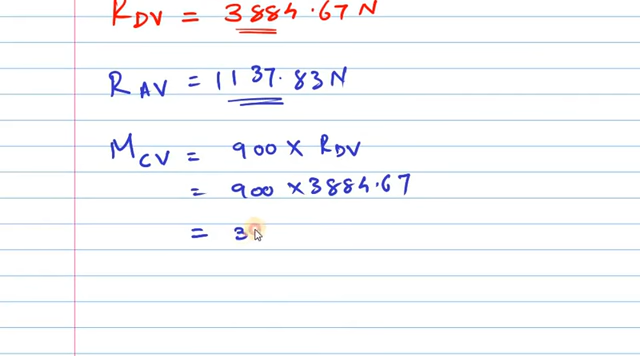 RDV = 3884.67 N
RAV = 1137.83 N
MCV = 900 × RDV
= 900 × 3884.67
= 3